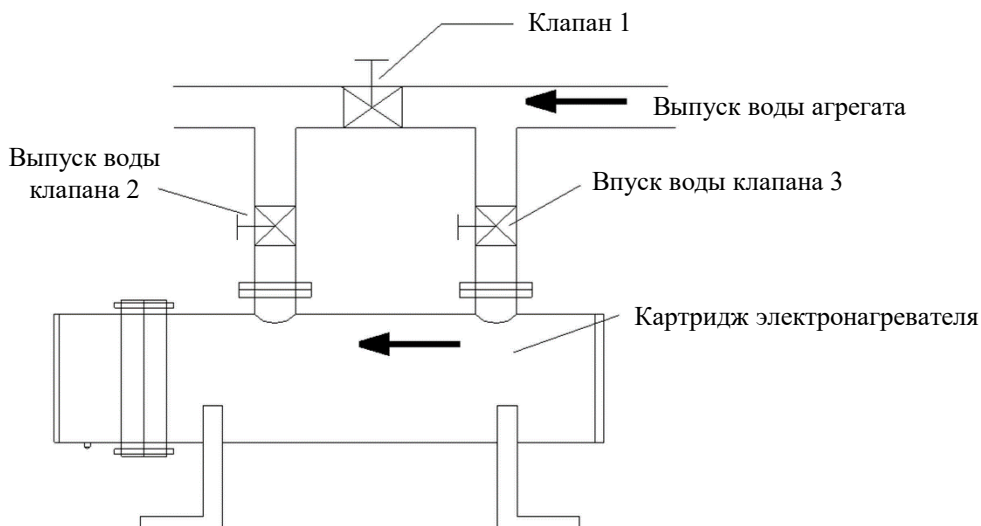 Клапан 1
Выпуск воды агрегата
Выпуск воды
клапана 2
Впуск воды клапана 3
Картридж электронагревателя